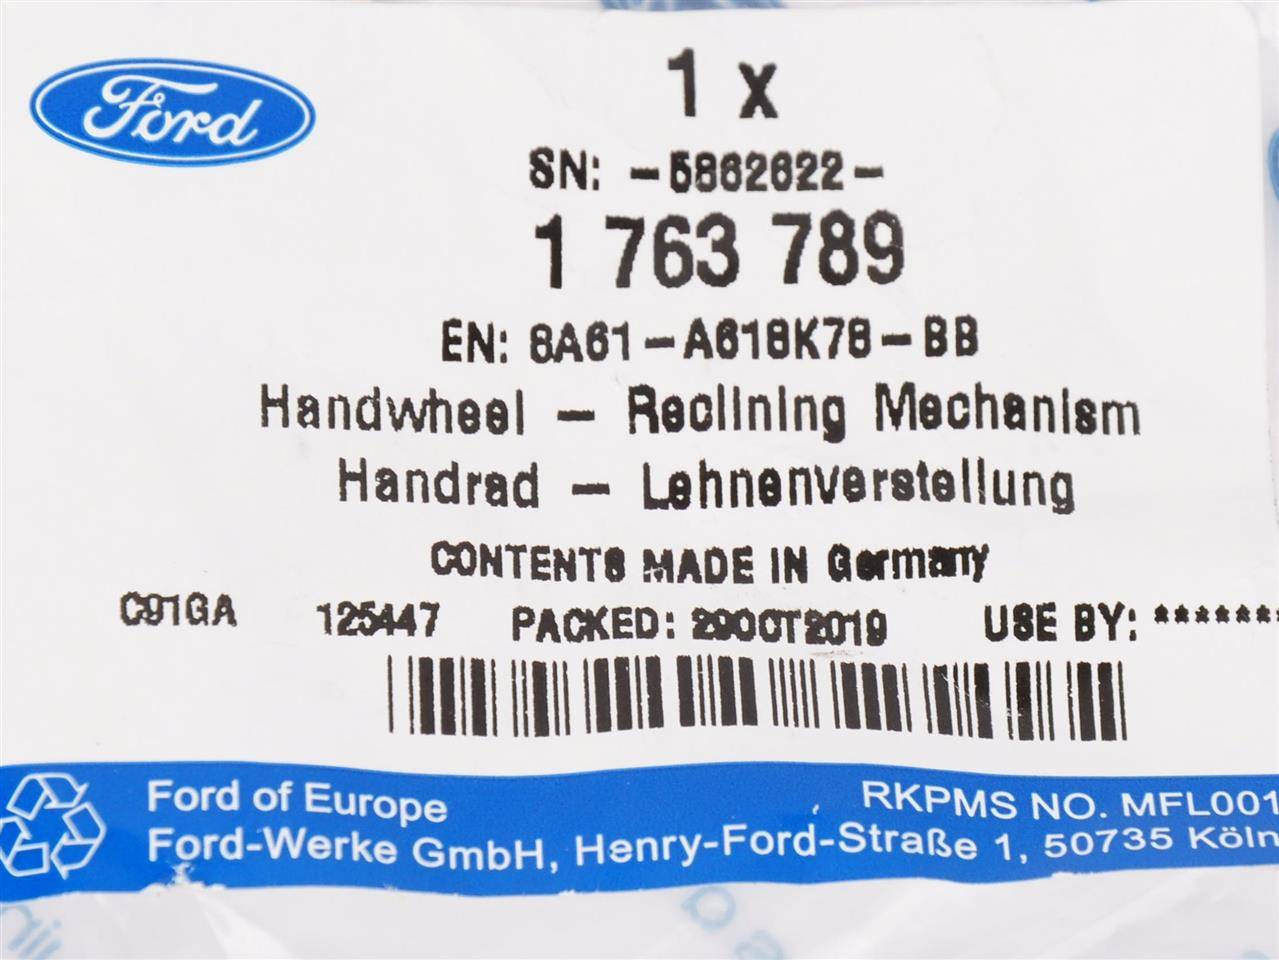 Ford
1 x
SN: -5862622-
1 763 789
EN: 8A61-A618K78-BB
Handwheel - Reclining Mechanism
Handrad - Lehnenverstellung
CONTENTS MADE IN Germany
C91GA 125447 PACKED: 29OCT2019 USE BY: *******
Ford of Europe RKPMS NO. MFL001
Ford-Werke GmbH, Henry-Ford-Straße 1, 50735 Köln